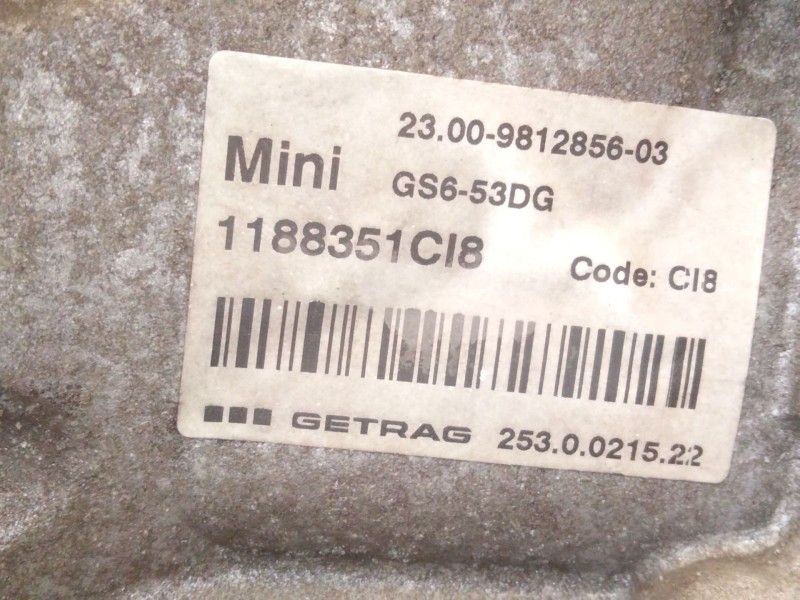 23.00-9812856-03
Mini
GS6-53DG
1188351CI8
Code: CI8
GETRAG 253.0.0215.22